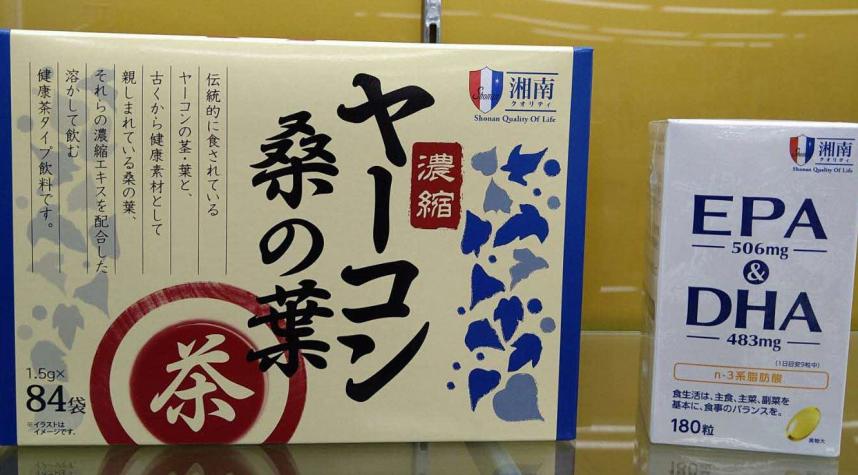 湘南
クオリティ
Shonan Quality Of Life
ヤーコン
濃縮
桑の葉
茶
伝統的に食されている
ヤーコンの茎・葉と、
古くから健康素材として
親しまれている桑の葉、
それらの濃縮エキスを配合した
溶かして飲む
健康茶タイプ飲料です。
1.5g×
84袋
※イラストは
イメージです。
湘南
クオリティ
Shonan Quality Of Life
EPA
506mg
&
DHA
483mg
(1日目安9粒中)
n-3系脂肪酸
食生活は、主食、主菜、副菜を
基本に、食事のバランスを。
180粒
実物大